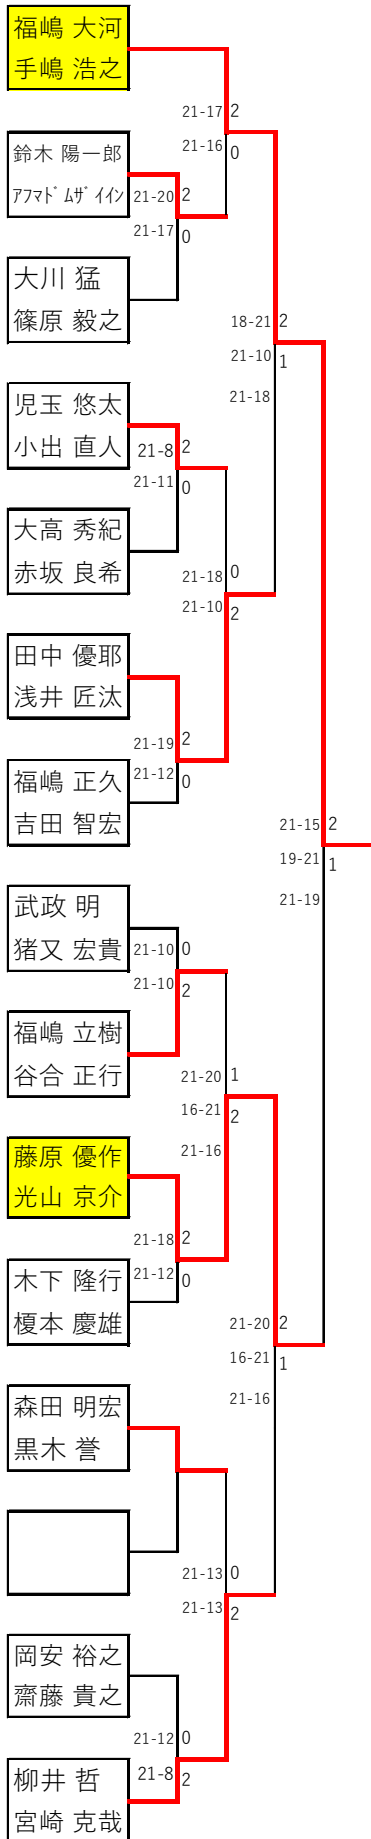 福嶋 大河
手嶋 浩之
21-17 2
21-16 0
鈴木 陽一郎
ｱﾌﾏﾄﾞﾑｻﾞｲｲﾝ
21-20 2
21-17 0
大川 猛
篠原 毅之
18-21 2
21-10 1
21-18
児玉 悠太
小出 直人
21-8 2
21-11 0
大高 秀紀
赤坂 良希
21-18 0
21-10 2
田中 優耶
浅井 匠汰
21-19 2
21-12 0
福嶋 正久
吉田 智宏
21-15 2
19-21 1
21-19
武政 明
猪又 宏貴
21-10 0
21-10 2
福嶋 立樹
谷合 正行
21-20 1
16-21 2
21-16
藤原 優作
光山 京介
21-18 2
21-12 0
木下 隆行
榎本 慶雄
21-20 2
16-21 1
21-16
森田 明宏
黒木 誉
21-13 0
21-13 2
岡安 裕之
齋藤 貴之
21-12 0
21-8 2
柳井 哲
宮崎 克哉